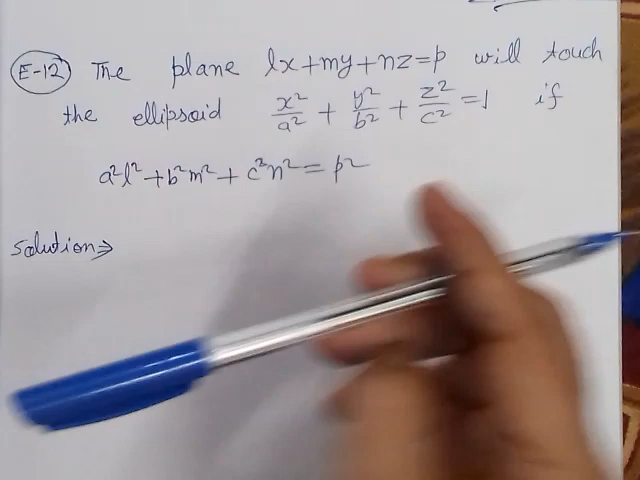 E-12 The plane lx+my+nz=p will touch
the ellipsoid x²/a² + y²/b² + z²/c² =1 if
a²l²+b²m²+c²n²=p²
Solution⇒